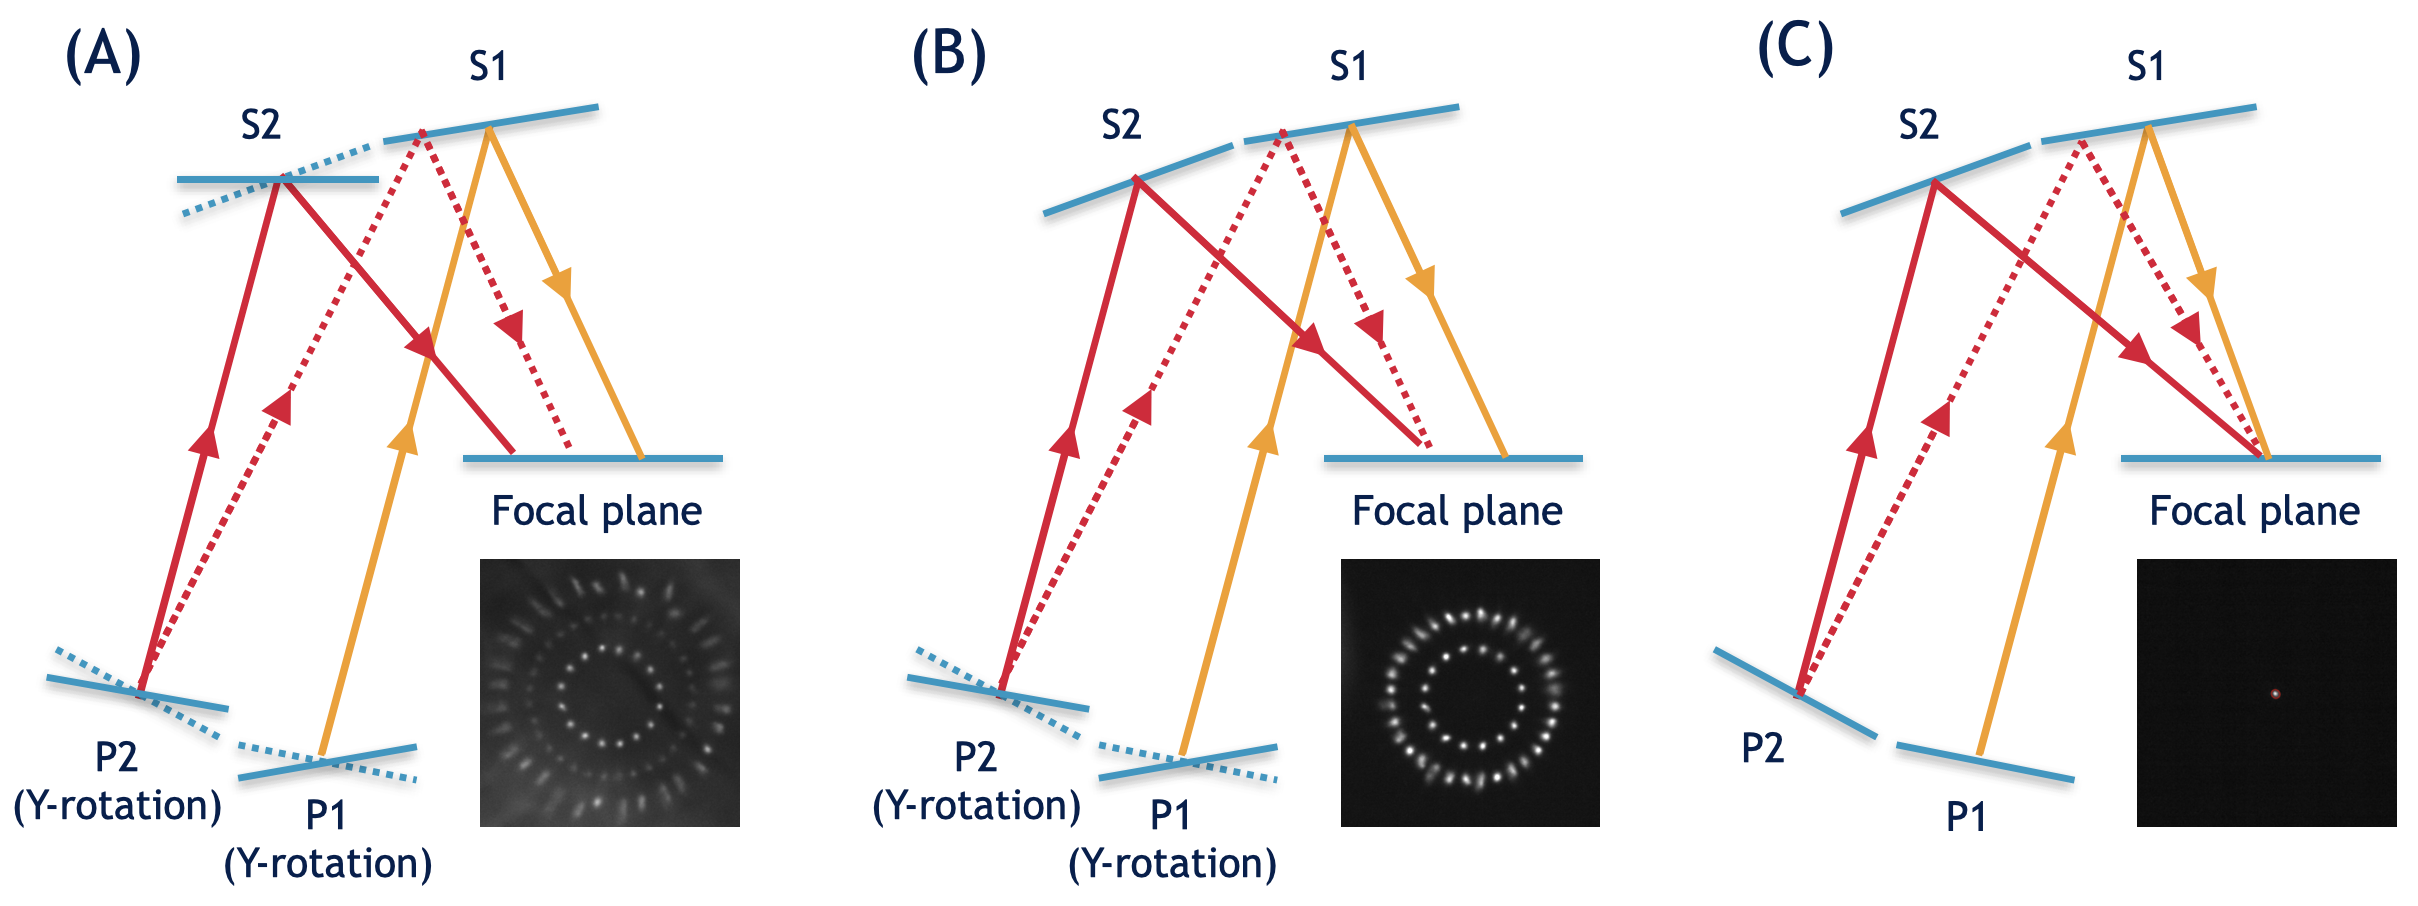 (A)
S1
S2
Focal plane
P2
(Y-rotation)
P1
(Y-rotation)
(B)
S1
S2
Focal plane
P2
(Y-rotation)
P1
(Y-rotation)
(C)
S1
S2
Focal plane
P2
P1